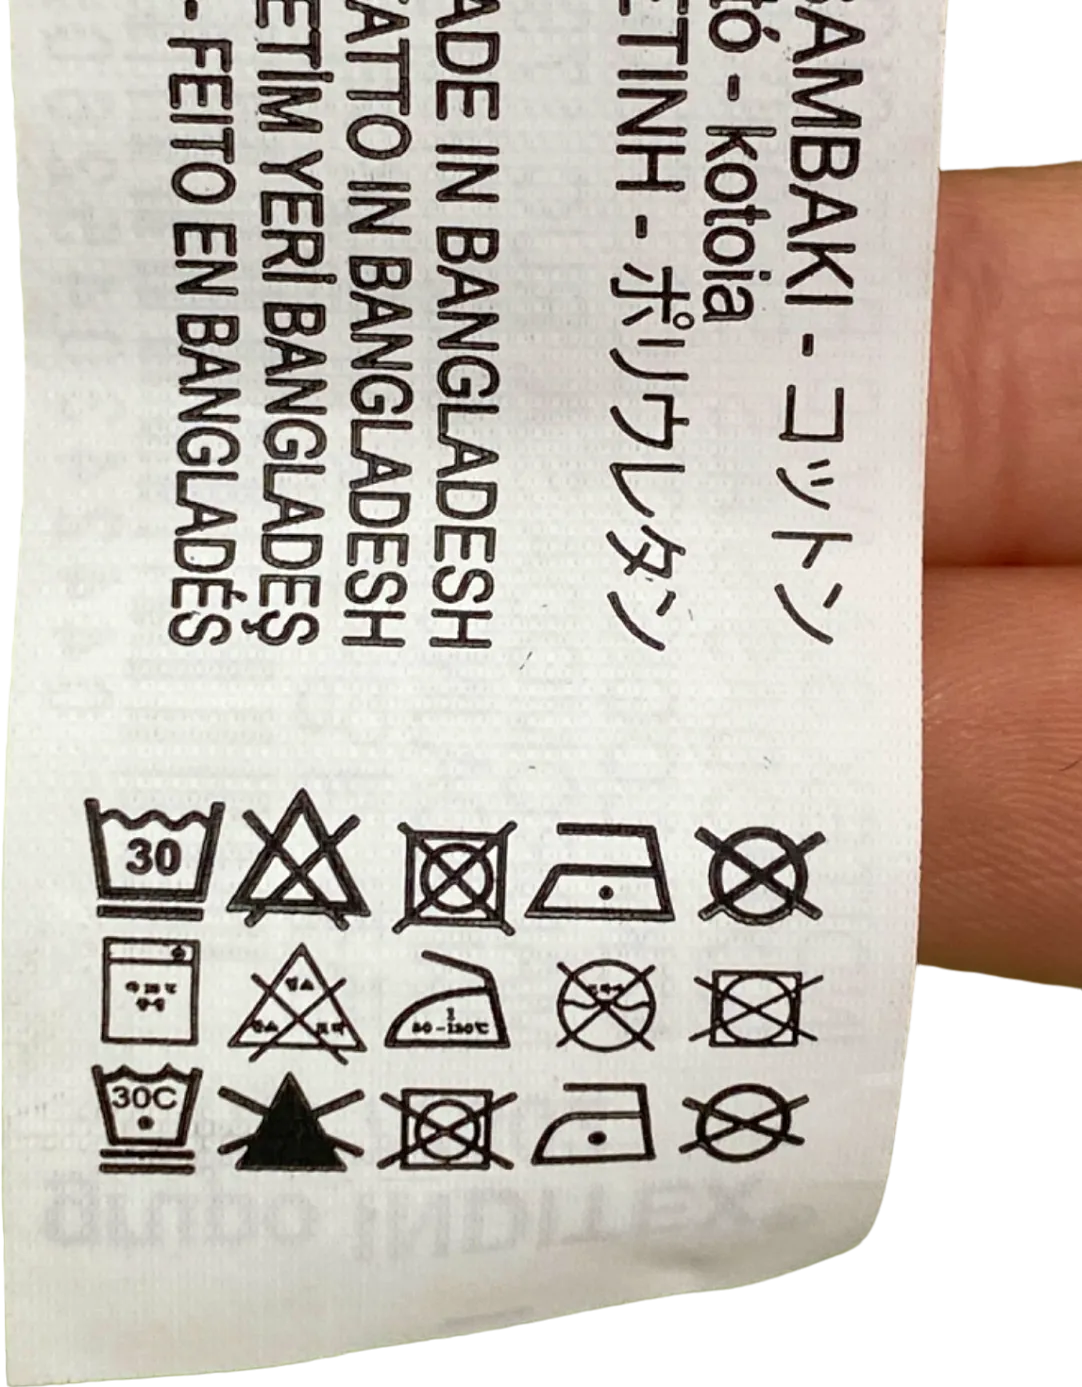 AMBAKI - コットン
tó - kotoia
ETINH - ポリウレタン
ADE IN BANGLADESH
ATTO IN BANGLADESH
ETİM YERİ BANGLADEŞ
- FEITO EN BANGLADÉS
30
30C